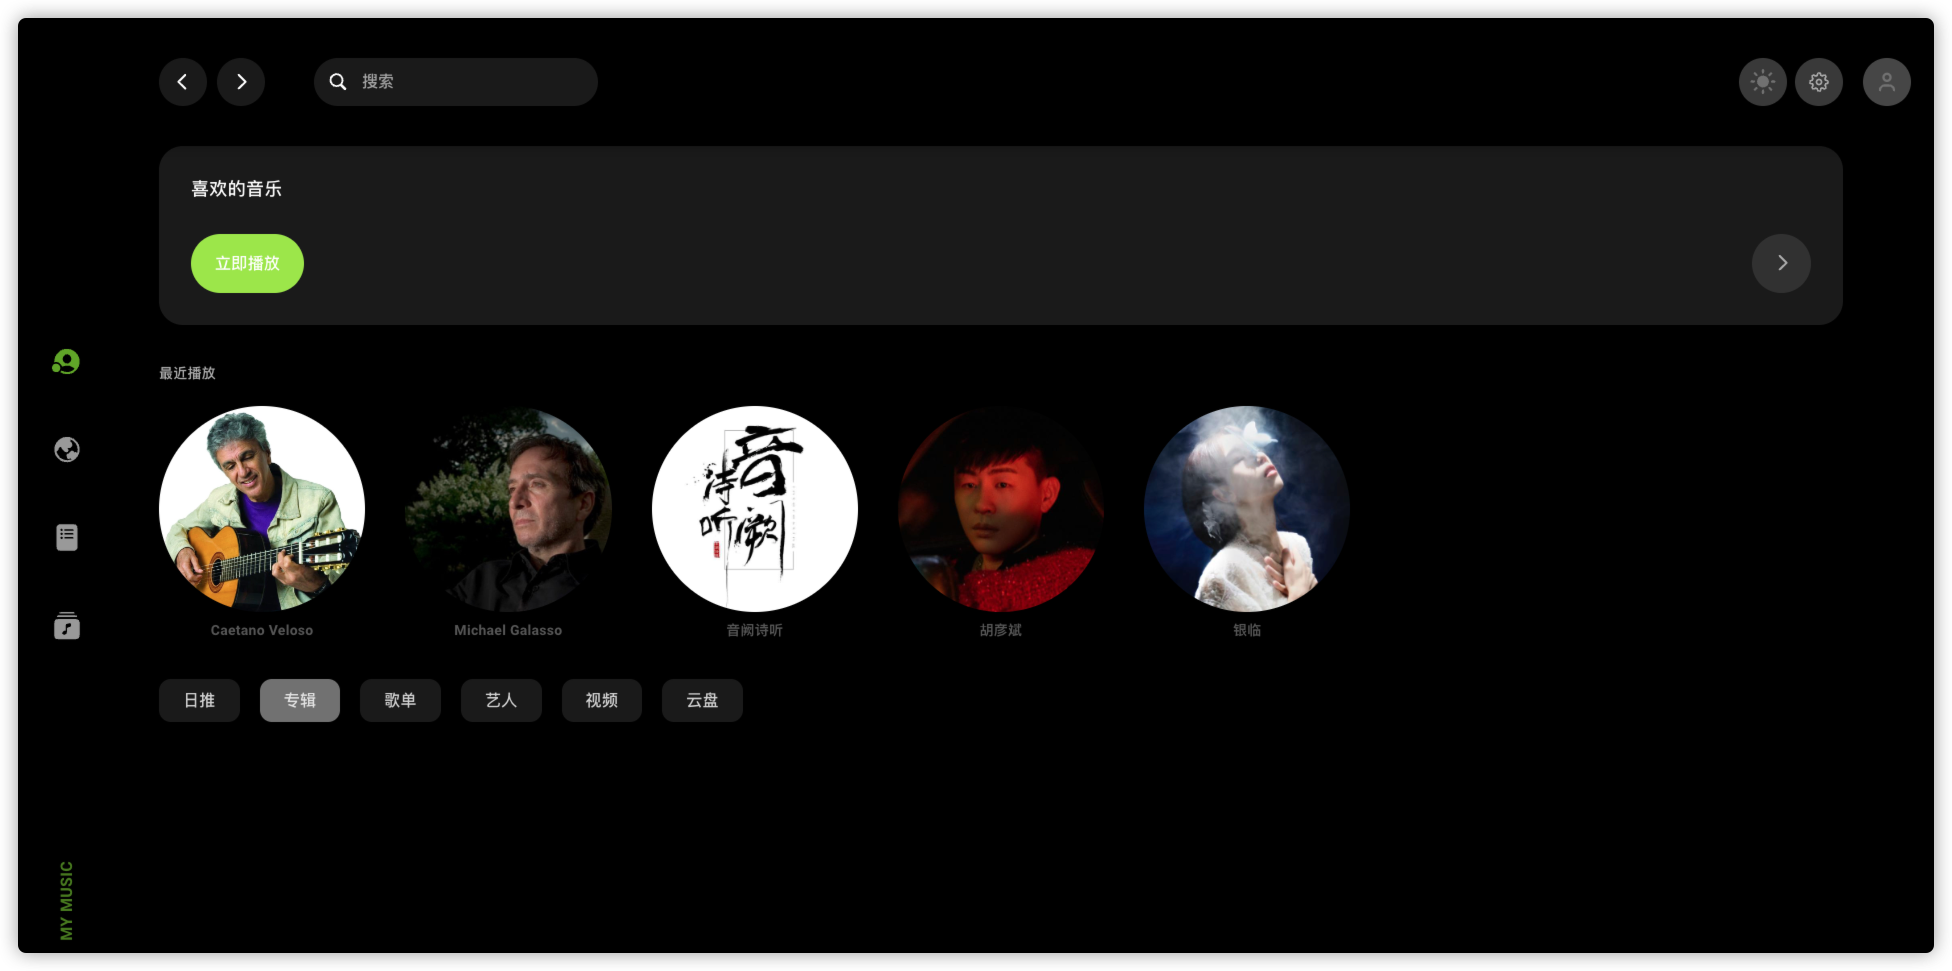 搜索
喜欢的音乐
立即播放
最近播放
音
诗
听
阙
Caetano Veloso
Michael Galasso
音阙诗听
胡彦斌
银临
日推
专辑
歌单
艺人
视频
云盘
MY MUSIC